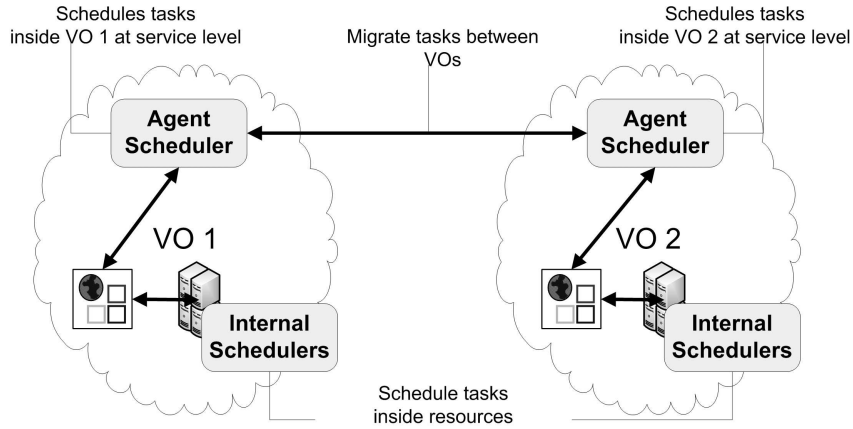 Schedules tasks
inside VO 1 at service level
Migrate tasks between
VOs
Schedules tasks
inside VO 2 at service level
Agent
Scheduler
Agent
Scheduler
VO 1
VO 2
Internal
Schedulers
Internal
Schedulers
Schedule tasks
inside resources